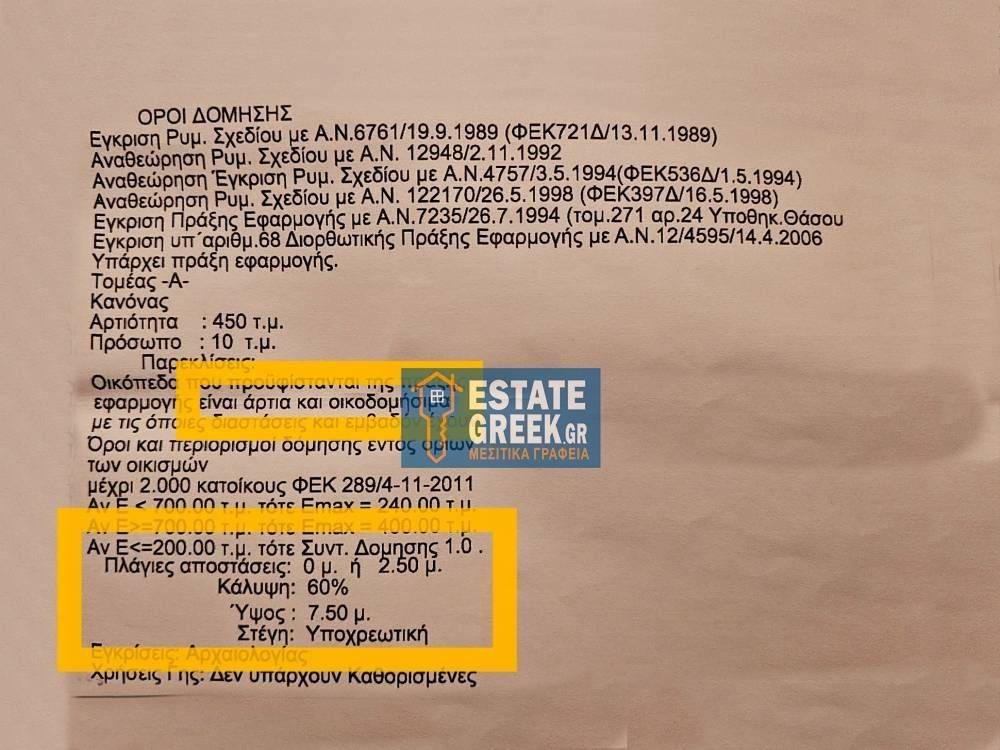 ΟΡΟΙ ΔΟΜΗΣΗΣ
Εγκριση Ρυμ. Σχεδίου με Α.Ν.6761/19.9.1989 (ΦΕΚ721Δ/13.11.1989)
Αναθεώρηση Ρυμ. Σχεδίου με Α.Ν. 12948/2.11.1992
Αναθεώρηση Έγκριση Ρυμ. Σχεδίου με Α.Ν.4757/3.5.1994(ΦΕΚ536Δ/1.5.1994)
Αναθεώρηση Ρυμ. Σχεδίου με Α.Ν. 122170/26.5.1998 (ΦΕΚ397Δ/16.5.1998)
Εγκριση Πράξης Εφαρμογής με Α.Ν.7235/26.7.1994 (τομ.271 αρ.24 Υποθηκ.Θάσου
Εγκριση υπ΄αριθμ.68 Διορθωτικής Πράξης Εφαρμογής με Α.Ν.12/4595/14.4.2006
Υπάρχει πράξη εφαρμογής.
Τομέας -Α-
Κανόνας
Αρτιότητα : 450 τ.μ.
Πρόσωπο : 10 τ.μ.
Παρεκλίσεις:
Οικόπεδα που προϋφίστανται της
εφαρμογής είναι άρτια και οικοδομήσιμα
με τις όποιες διαστάσεις και εμβαδόν
Όροι και περιορισμοί δόμησης εντός ορίων
των οικισμών
μέχρι 2.000 κατοίκους ΦΕΚ 289/4-11-2011
Αν Ε < 700.00 τ.μ. τότε Εmax = 240.00 τ.μ.
Αν Ε>=700.00 τ.μ. τότε Εmax = 400.00 τ.μ.
Αν Ε<=200.00 τ.μ. τότε Συντ. Δομησης 1.0 .
Πλάγιες αποστάσεις: 0 μ. ή 2.50 μ.
Κάλυψη: 60%
Ύψος : 7.50 μ.
Στέγη: Υποχρεωτική
Εγκρίσεις: Αρχαιολογίας
Χρήσεις Γης: Δεν υπάρχουν Καθορισμένες
ESTATE
GREEK.GR
ΜΕΣΙΤΙΚΑ ΓΡΑΦΕΙΑ